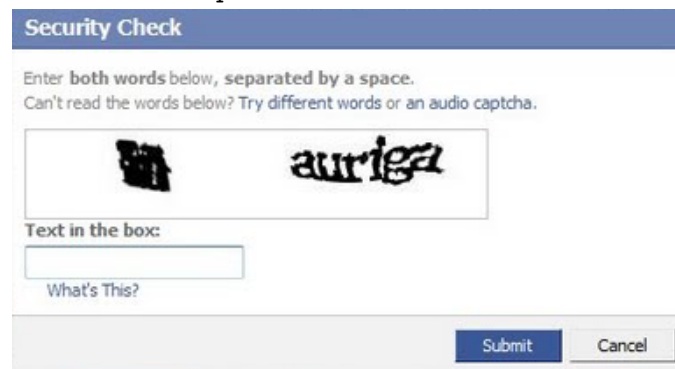 Security Check
Enter both words below, separated by a space.
Can't read the words below? Try different words or an audio captcha.
auriga
Text in the box:
What's This?
Submit Cancel